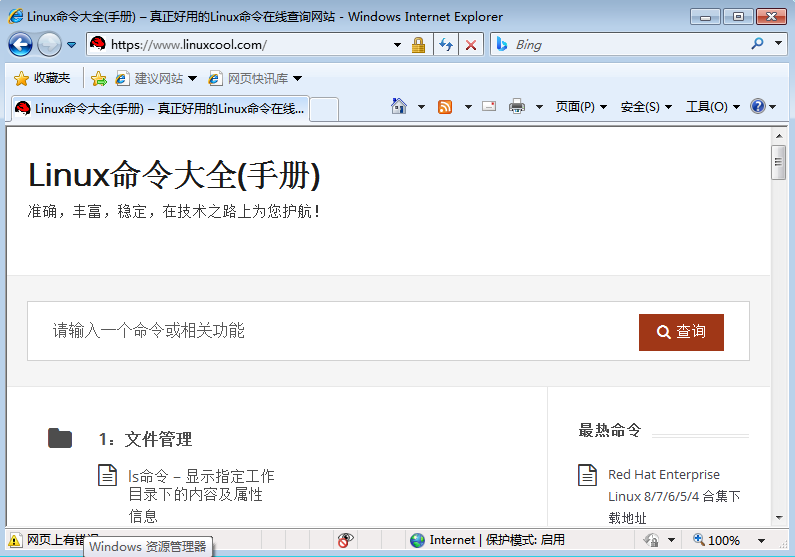 Linux命令大全(手册) – 真正好用的Linux命令在线查询网站 - Windows Internet Explorer
https://www.linuxcool.com/
Bing
收藏夹 建议网站 网页快讯库
Linux命令大全(手册) – 真正好用的Linux命令在线... 页面(P) 安全(S) 工具(O)
Linux命令大全(手册)
准确，丰富，稳定，在技术之路上为您护航！
请输入一个命令或相关功能 查询
1：文件管理
ls命令 – 显示指定工作
目录下的内容及属性
信息
最热命令
Red Hat Enterprise
Linux 8/7/6/5/4 合集下
载地址
网页上有错 Internet | 保护模式: 启用 100%
Windows 资源管理器